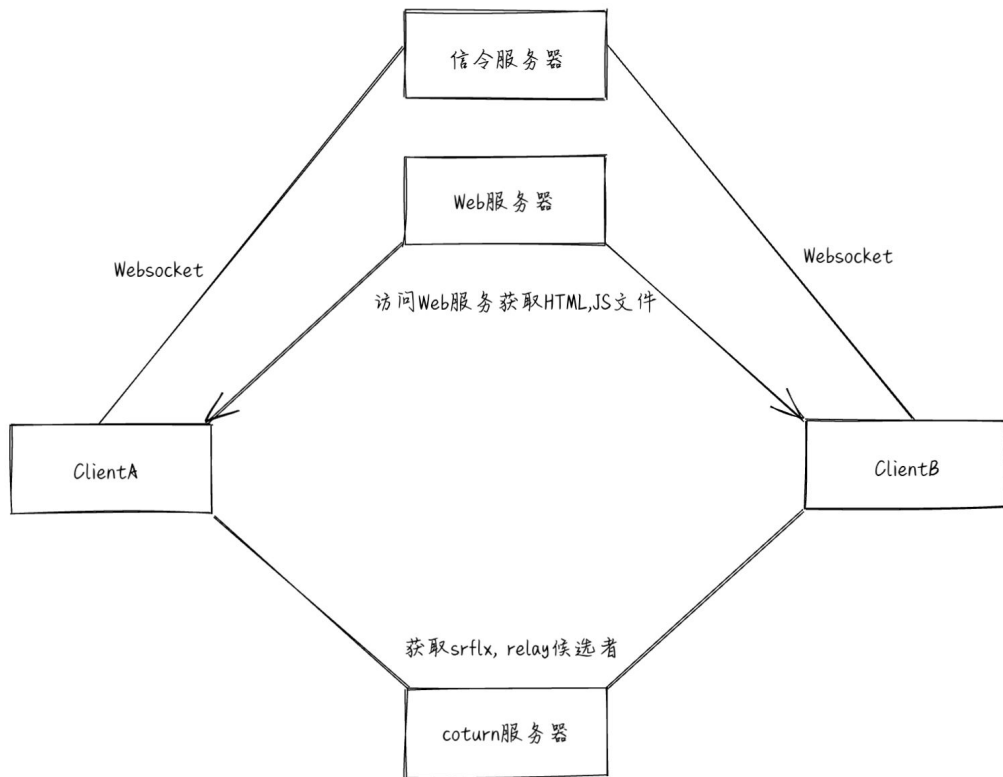 信令服务器
Web服务器
Websocket
Websocket
访问Web服务获取HTML,JS文件
ClientA
ClientB
获取srflx, relay候选者
coturn服务器